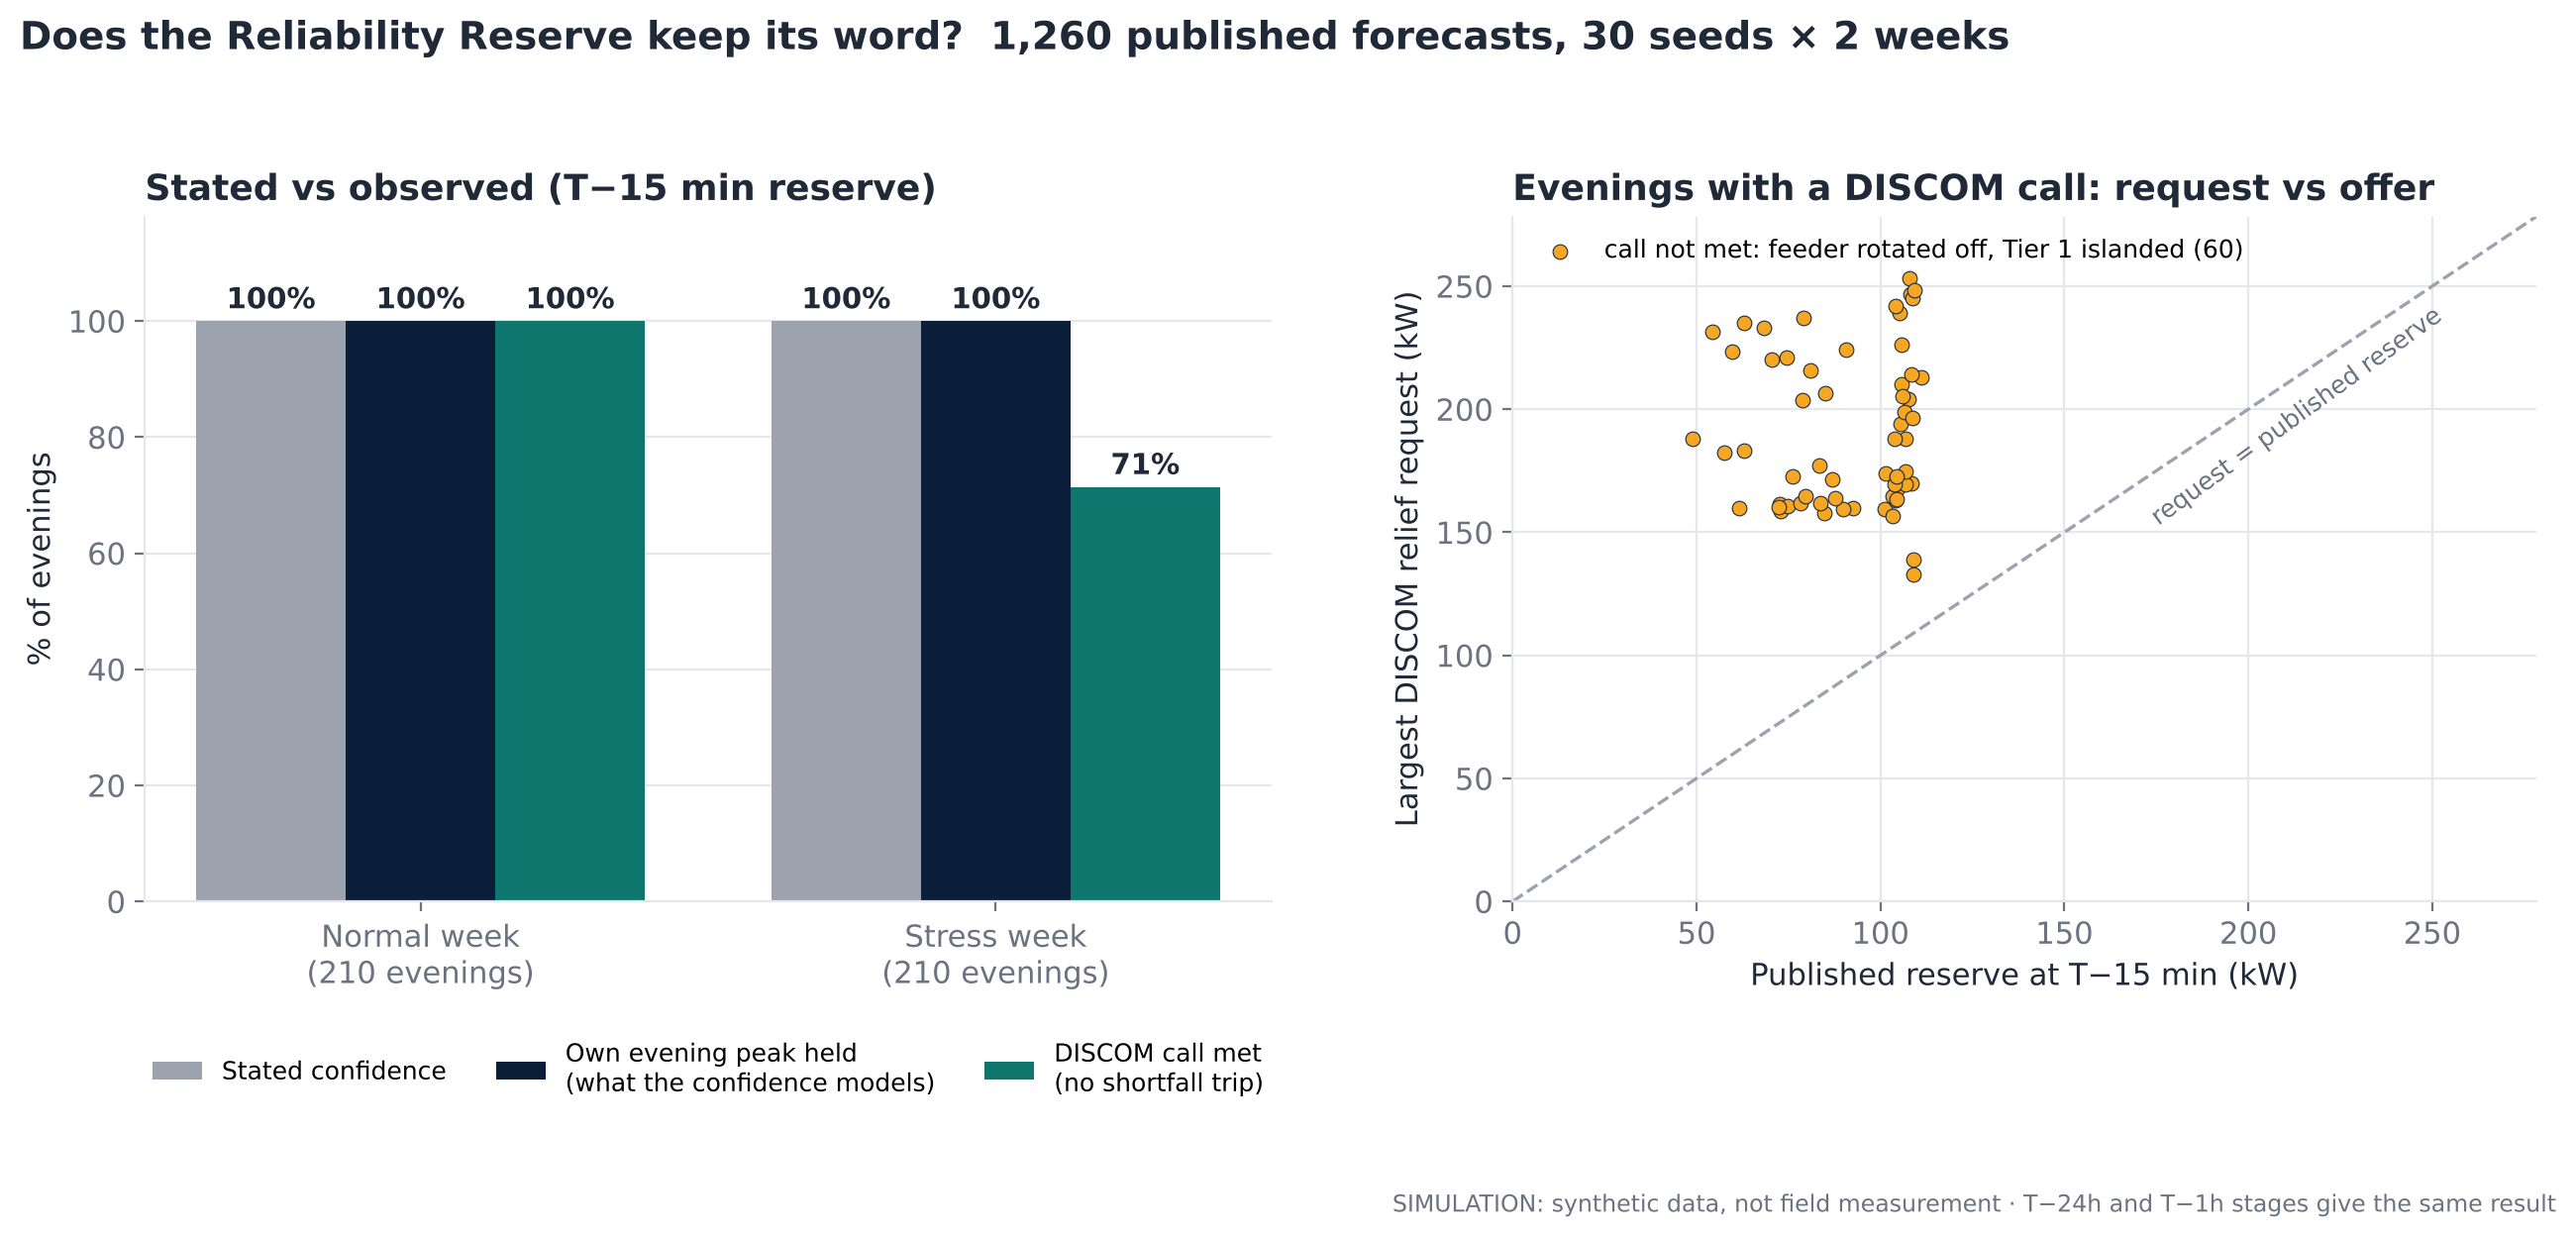 Does the Reliability Reserve keep its word?  1,260 published forecasts, 30 seeds × 2 weeks
Stated vs observed (T−15 min reserve)
% of evenings
100
80
60
40
20
0
100%
100%
100%
100%
100%
71%
Normal week
(210 evenings)
Stress week
(210 evenings)
Stated confidence
Own evening peak held
(what the confidence models)
DISCOM call met
(no shortfall trip)
Evenings with a DISCOM call: request vs offer
call not met: feeder rotated off, Tier 1 islanded (60)
Largest DISCOM relief request (kW)
250
200
150
100
50
0
request = published reserve
0
50
100
150
200
250
Published reserve at T−15 min (kW)
SIMULATION: synthetic data, not field measurement · T−24h and T−1h stages give the same result